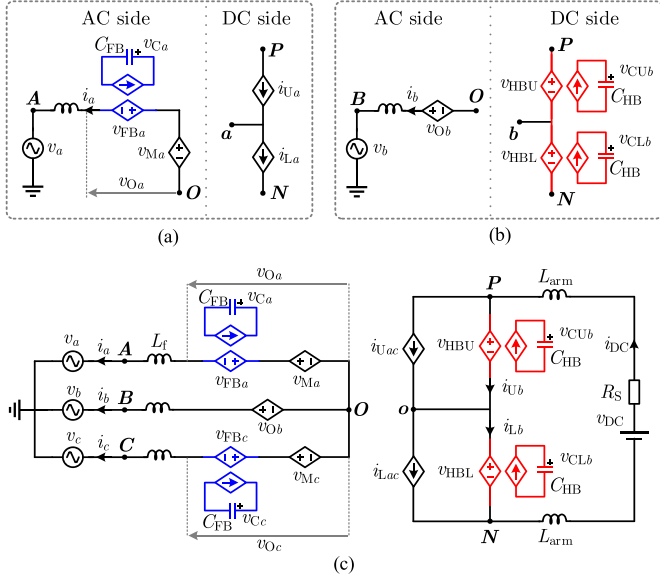 AC side
DC side
C_FB
+
v_Ca
P
A
i_a
i_Ua
v_FBa
a
v_a
v_Ma
i_La
v_Oa
O
N
(a)
AC side
DC side
P
v_HBU
v_CUb
C_HB
+
B
i_b
O
v_Ob
b
v_b
v_HBL
v_CLb
C_HB
+
N
(b)
v_Oa
C_FB
+
v_Ca
v_a
i_a
A
L_f
v_FBa
v_Ma
v_b
i_b
B
v_Ob
O
v_c
i_c
C
v_FBc
v_Mc
C_FB
+
v_Cc
v_Oc
P
L_arm
i_Uac
v_HBU
v_CUb
C_HB
+
i_Ub
i_DC
R_S
o
v_DC
i_Lb
i_Lac
v_HBL
v_CLb
C_HB
+
N
L_arm
(c)